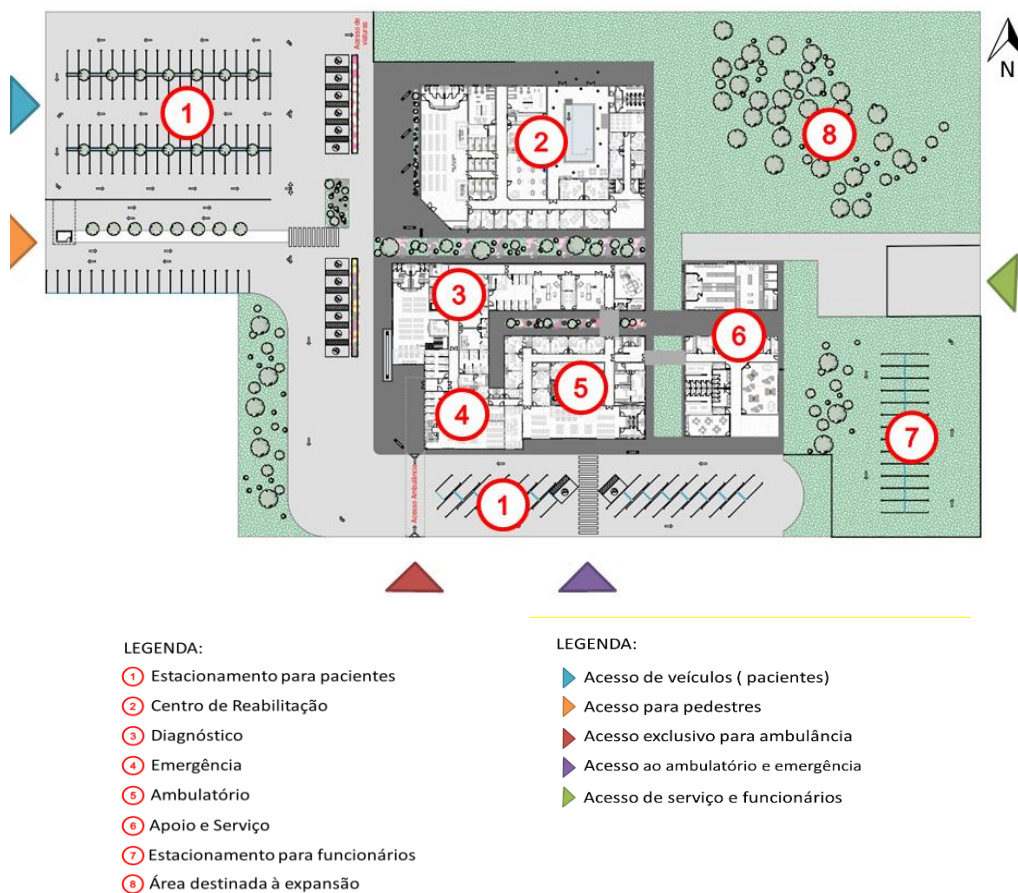 Acesso de
viaturas
N
1
2
8
3
6
5
4
7
1
Acesso Ambulância
LEGENDA:
1 Estacionamento para pacientes
2 Centro de Reabilitação
3 Diagnóstico
4 Emergência
5 Ambulatório
6 Apoio e Serviço
7 Estacionamento para funcionários
8 Área destinada à expansão
LEGENDA:
Acesso de veículos ( pacientes)
Acesso para pedestres
Acesso exclusivo para ambulância
Acesso ao ambulatório e emergência
Acesso de serviço e funcionários